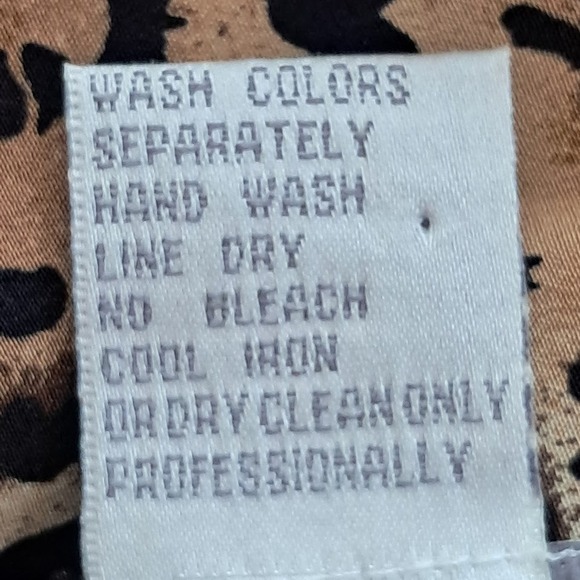 WASH COLORS
SEPARATELY
HAND WASH
LINE DRY
NO BLEACH
COOL IRON
OR DRY CLEAN ONLY
PROFESSIONALLY